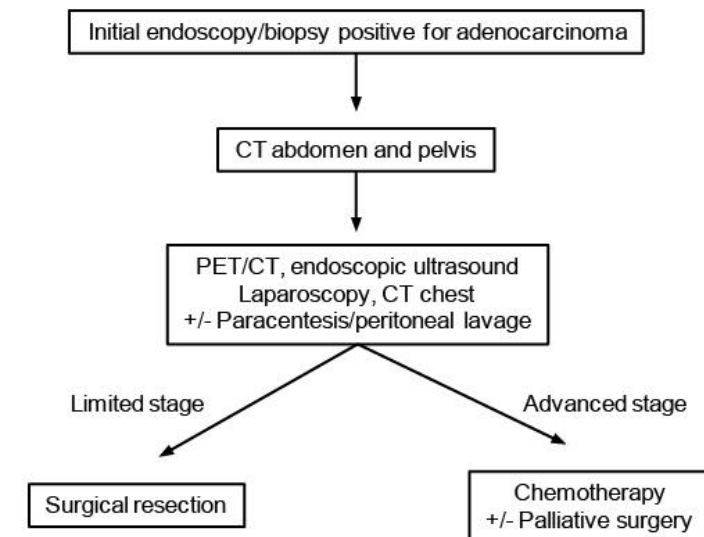 Initial endoscopy/biopsy positive for adenocarcinoma
CT abdomen and pelvis
PET/CT, endoscopic ultrasound
Laparoscopy, CT chest
+/- Paracentesis/peritoneal lavage
Limited stage
Advanced stage
Surgical resection
Chemotherapy
+/- Palliative surgery